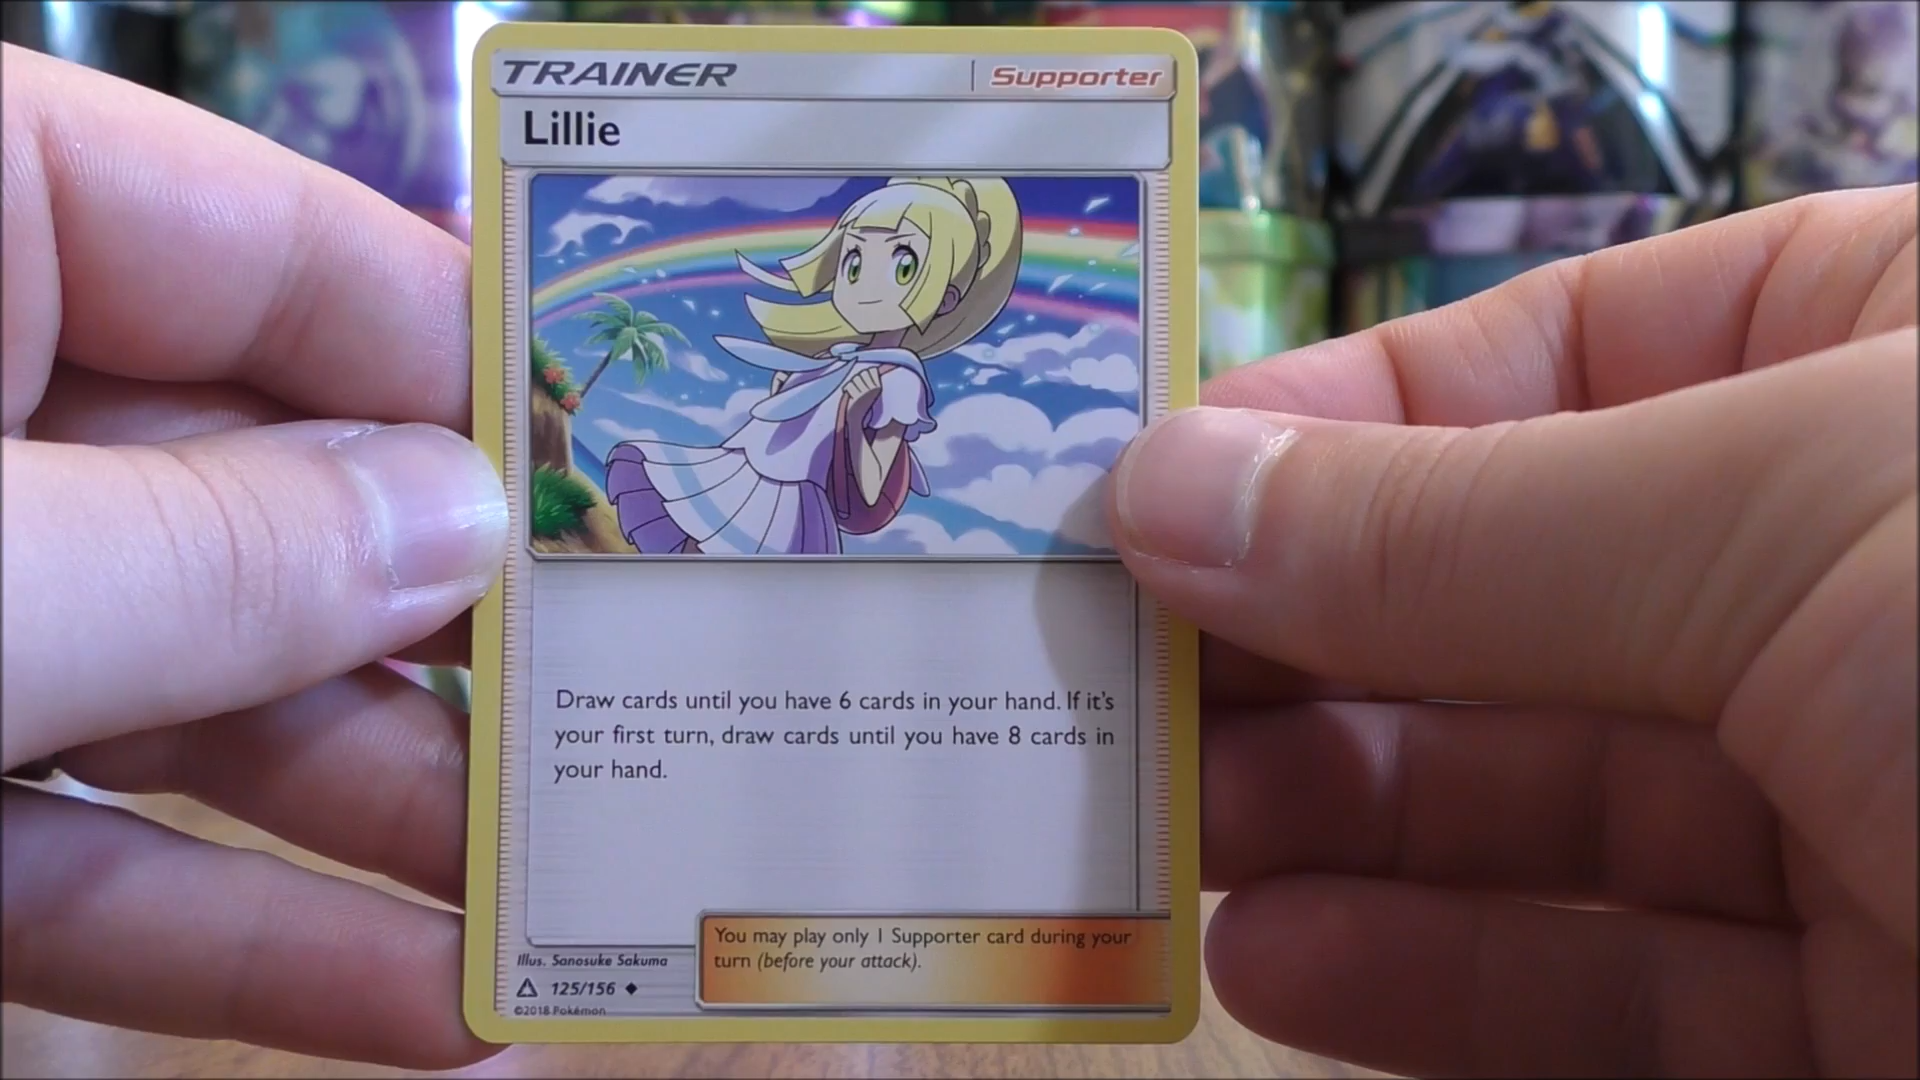 TRAINER
Supporter
Lillie
Draw cards until you have 6 cards in your hand. If it's
your first turn, draw cards until you have 8 cards in
your hand.
You may play only 1 Supporter card during your
turn (before your attack).
Illus. Sanosuke Sakuma
125/156
©2018 Pokémon